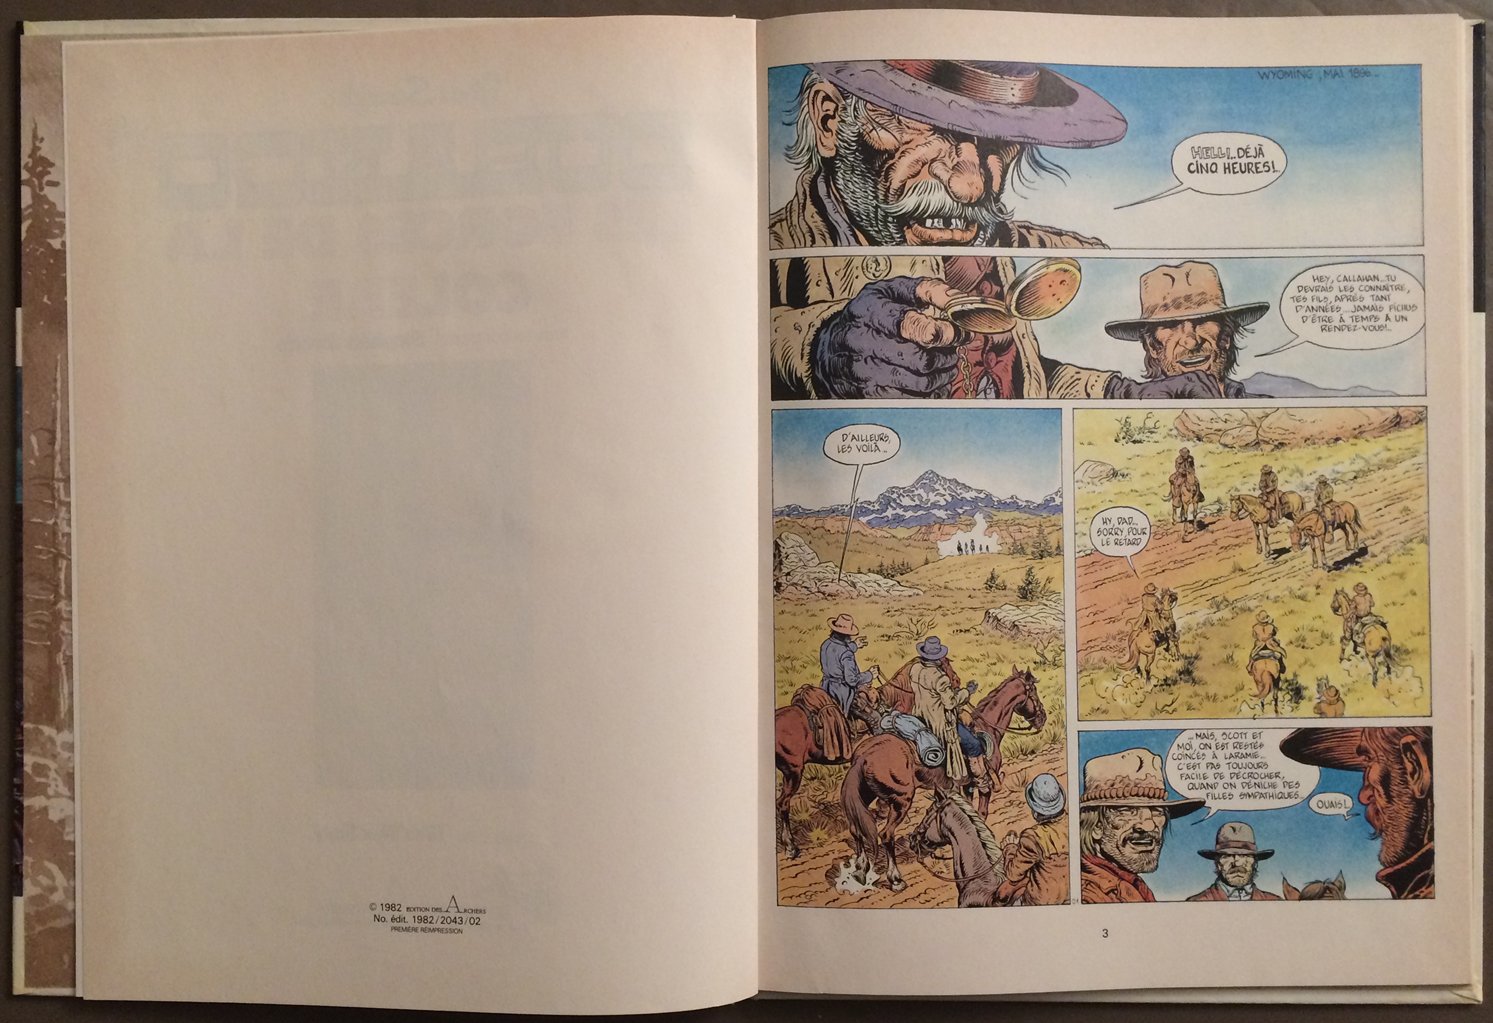 © 1982 EDITION DES ARCHERS
No. édit. 1982/2043/02
PREMIÈRE RÉIMPRESSION
WYOMING, MAI 1886...
HELL!...DÉJÀ
CINQ HEURES!..
HEY, CALLAHAN...TU
DEVRAIS LES CONNAÎTRE,
TES FILS, APRÈS TANT
D'ANNÉES...JAMAIS FICHUS
D'ÊTRE À TEMPS À UN
RENDEZ-VOUS!..
D'AILLEURS,
LES VOILÀ...
HY, DAD...
SORRY, POUR
LE RETARD
...MAIS, SCOTT ET
MOI, ON EST RESTÉS
COINCÉS À LARAMIE...
C'EST PAS TOUJOURS
FACILE DE DÉCROCHER,
QUAND ON DÉNICHE DES
FILLES SYMPATHIQUES...
OUAIS!..
3